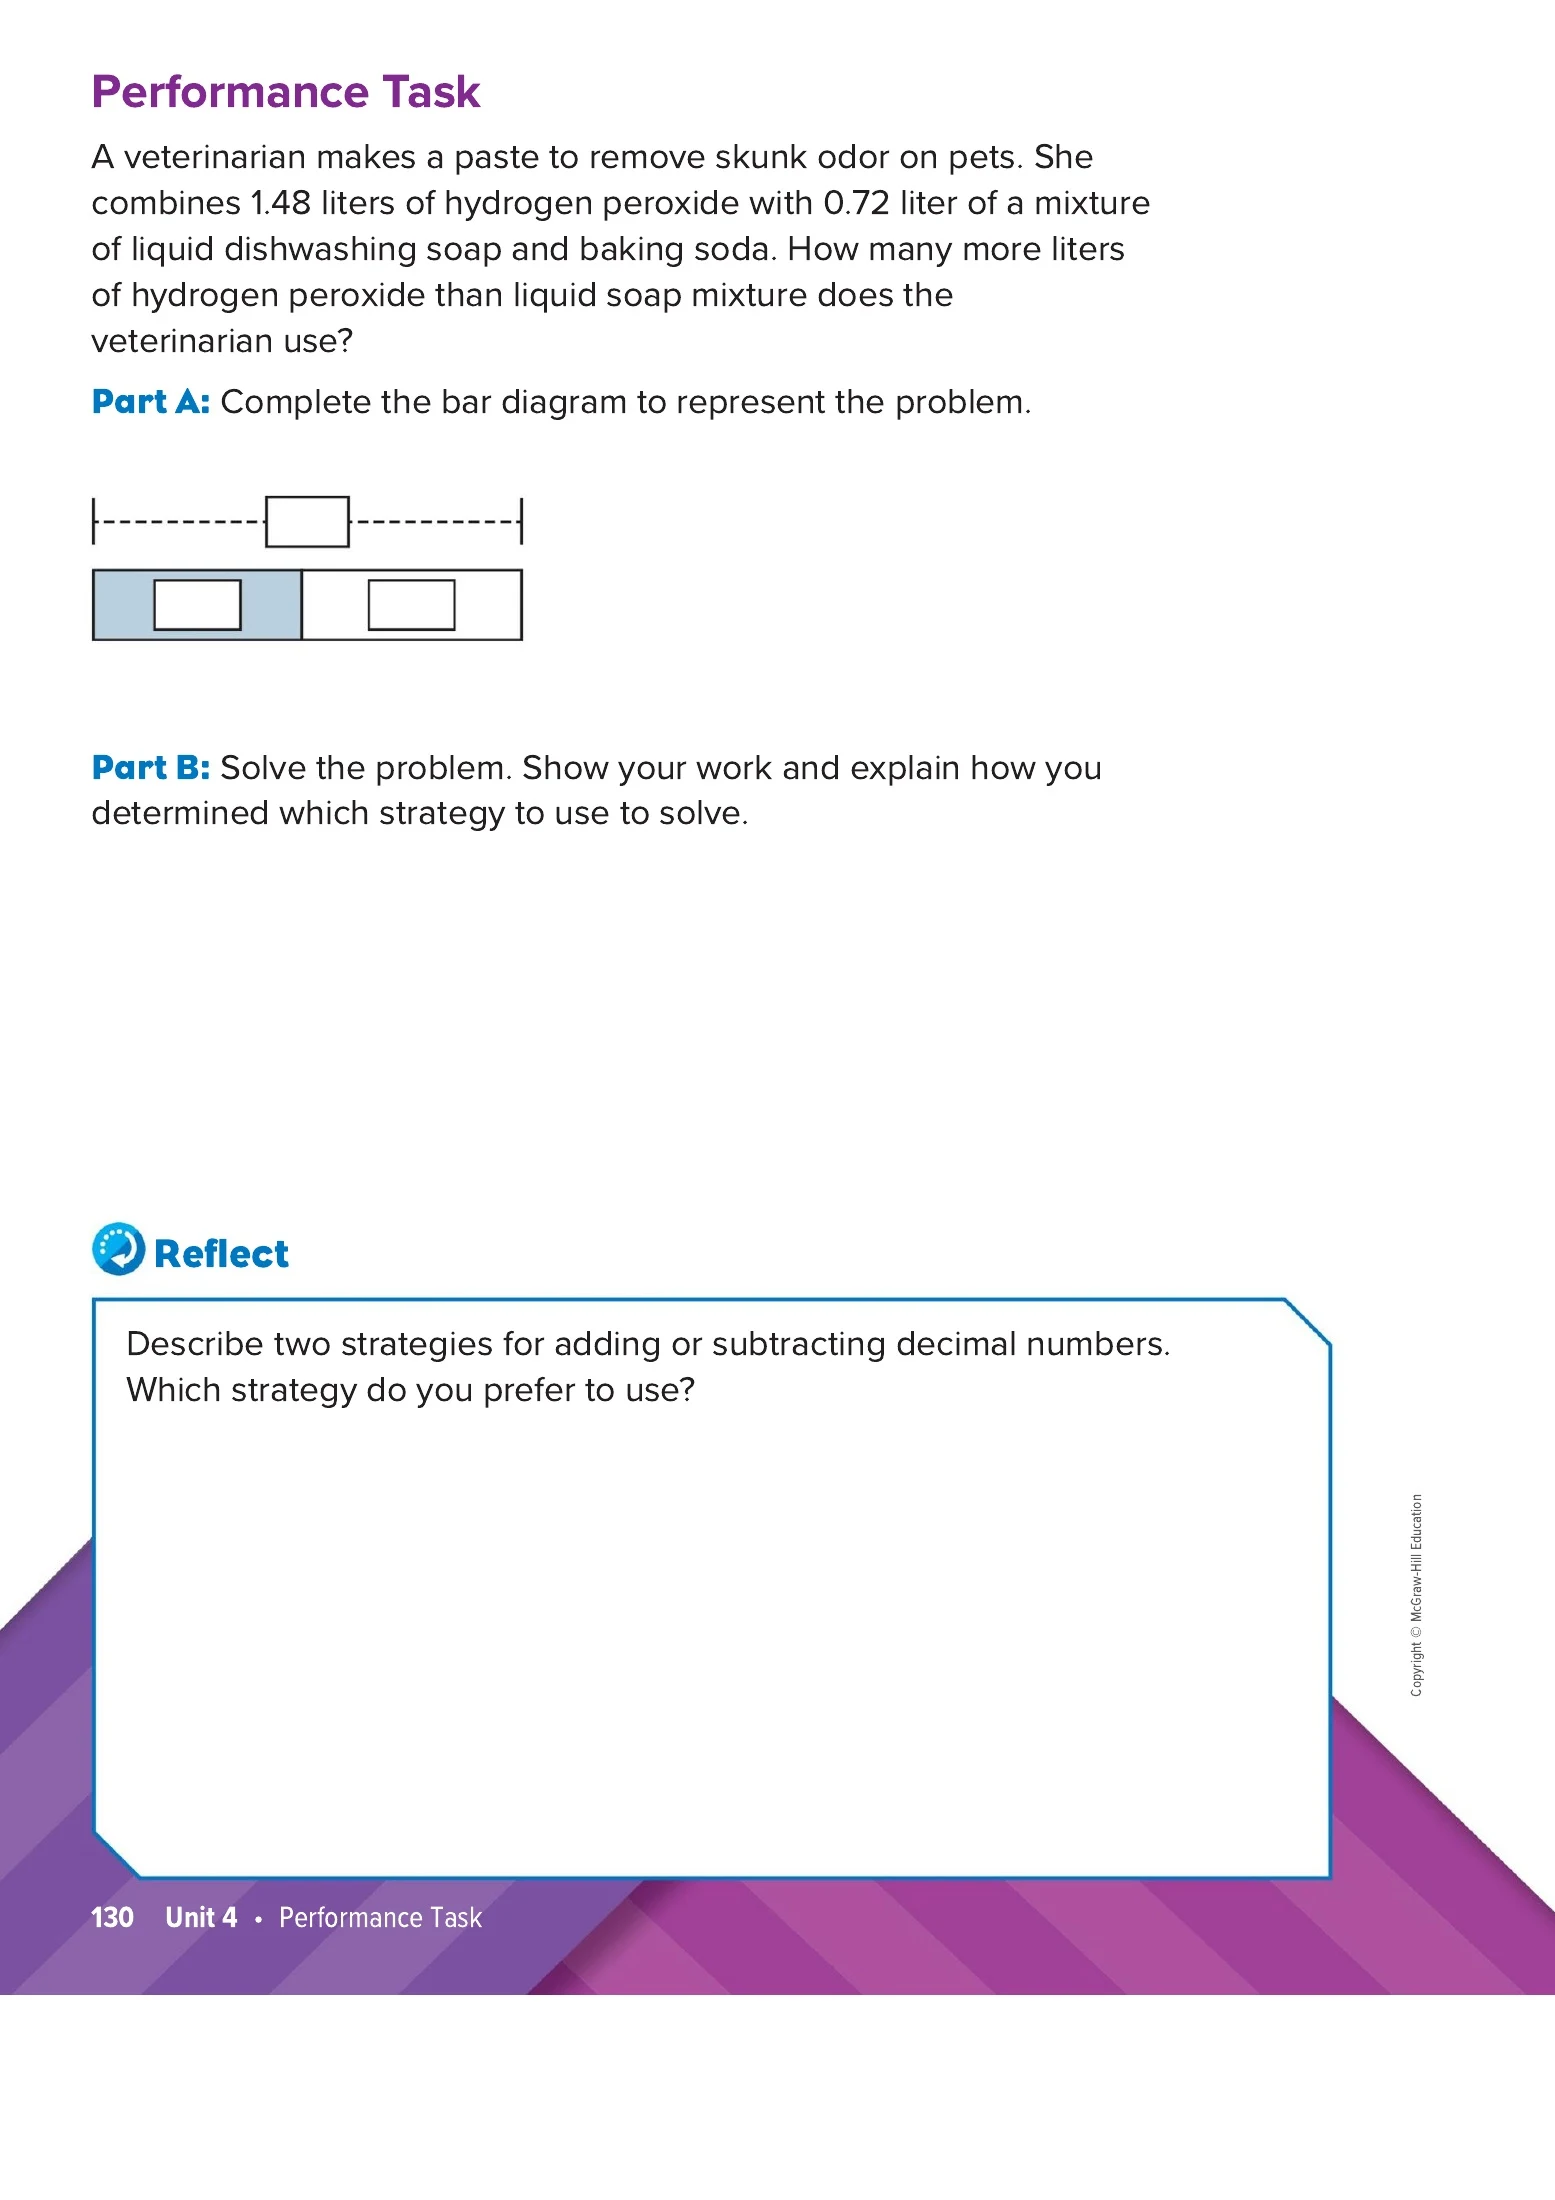 Performance Task
A veterinarian makes a paste to remove skunk odor on pets. She
combines 1.48 liters of hydrogen peroxide with 0.72 liter of a mixture
of liquid dishwashing soap and baking soda. How many more liters
of hydrogen peroxide than liquid soap mixture does the
veterinarian use?
Part A: Complete the bar diagram to represent the problem.
Part B: Solve the problem. Show your work and explain how you
determined which strategy to use to solve.
Reflect
Describe two strategies for adding or subtracting decimal numbers.
Which strategy do you prefer to use?
Copyright © McGraw-Hill Education
130 Unit 4 • Performance Task